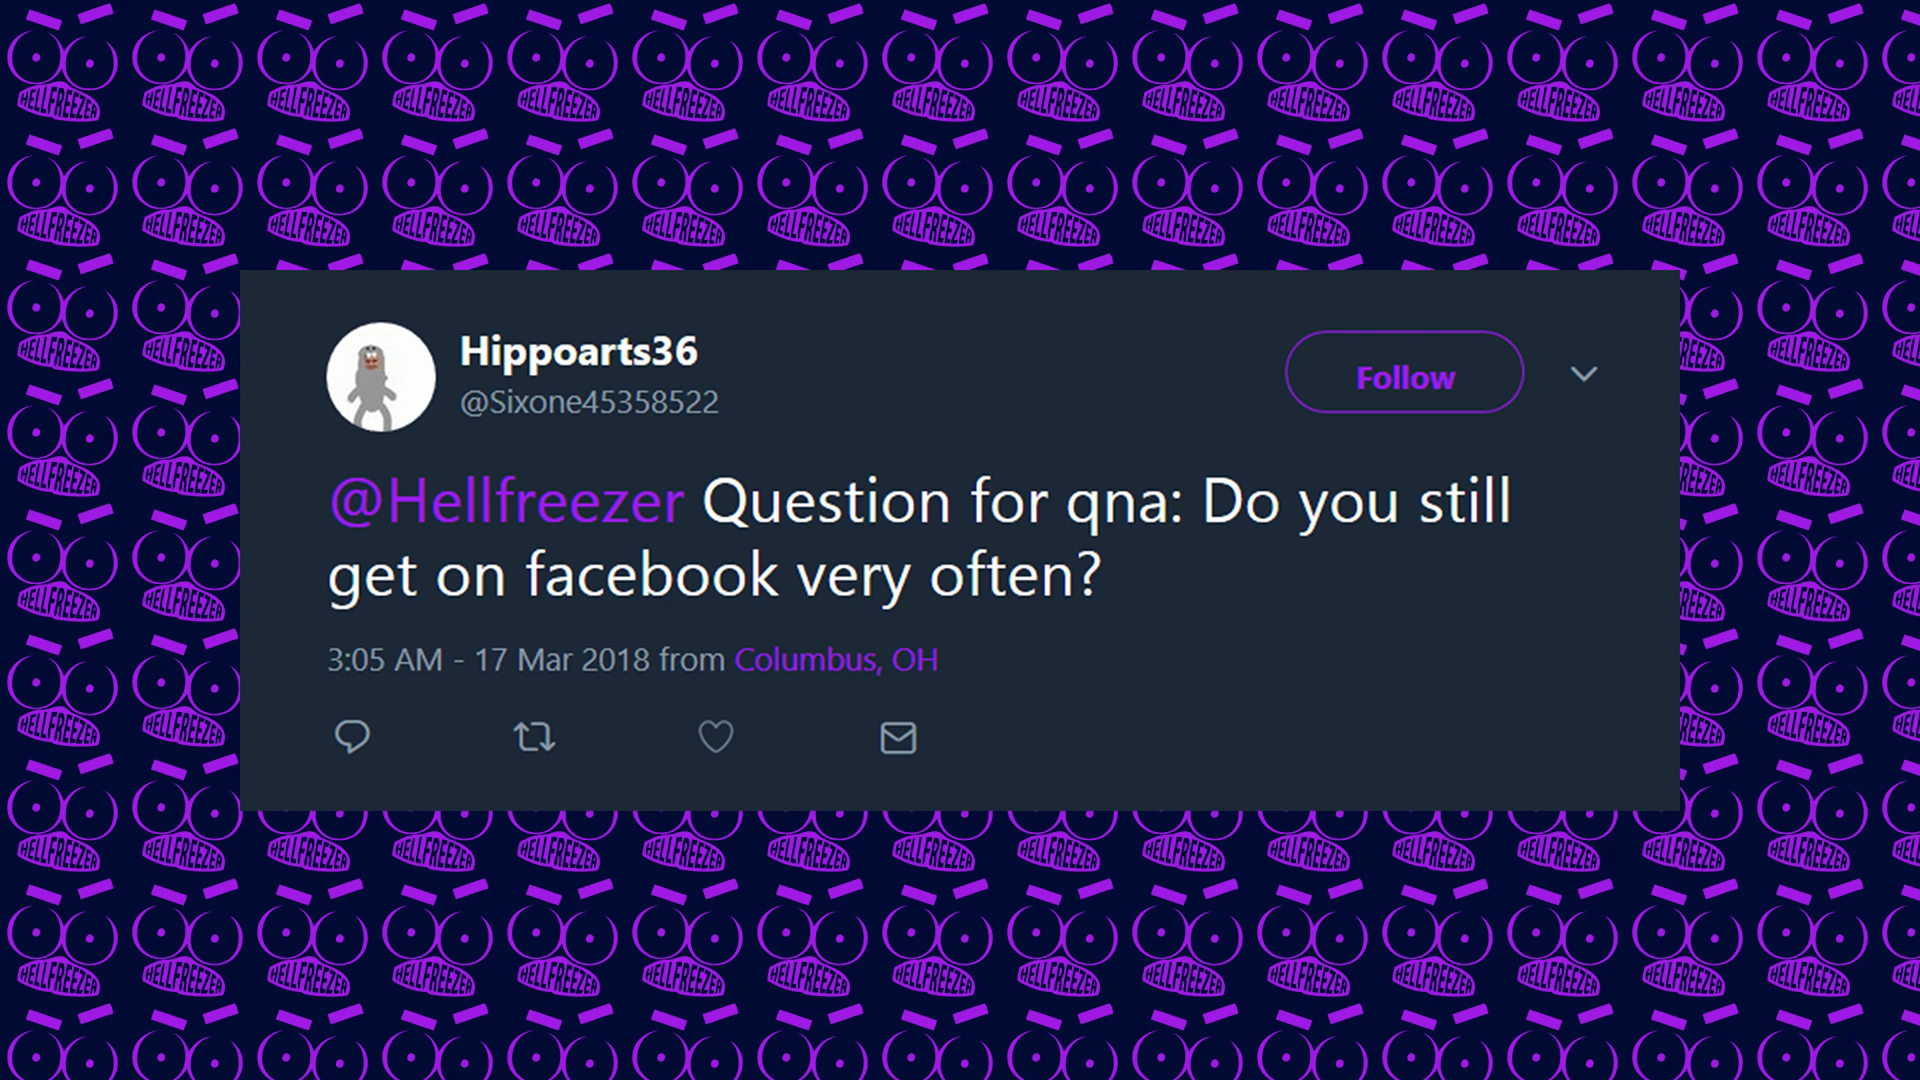 Hippoarts36
@Sixone45358522
Follow
@Hellfreezer Question for qna: Do you still
get on facebook very often?
3:05 AM - 17 Mar 2018 from Columbus, OH
HELLFREEZER